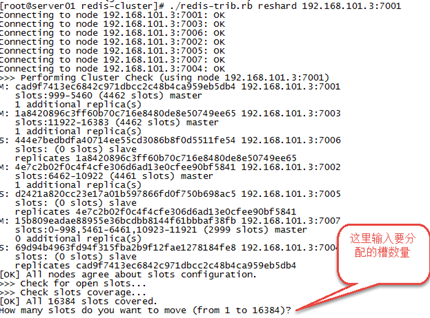 [root@server01 redis-cluster]# ./redis-trib.rb reshard 192.168.101.3:7001
Connecting to node 192.168.101.3:7001: OK
Connecting to node 192.168.101.3:7003: OK
Connecting to node 192.168.101.3:7006: OK
Connecting to node 192.168.101.3:7002: OK
Connecting to node 192.168.101.3:7005: OK
Connecting to node 192.168.101.3:7007: OK
Connecting to node 192.168.101.3:7004: OK
>>> Performing Cluster Check (using node 192.168.101.3:7001)
M: cad9f7413ec6842c971dbcc2c48b4ca959eb5db4 192.168.101.3:7001
slots:999-5460 (4462 slots) master
1 additional replica(s)
M: 1a8420896c3ff60b70c716e8480de8e50749ee65 192.168.101.3:7003
slots:11922-16383 (4462 slots) master
1 additional replica(s)
S: 444e7bedbdfa40714ee55cd3086b8f0d5511fe54 192.168.101.3:7006
slots: (0 slots) slave
replicates 1a8420896c3ff60b70c716e8480de8e50749ee65
M: 4e7c2b02f0c4f4cfe306d6ad13e0cfee90bf5841 192.168.101.3:7002
slots:6462-10922 (4461 slots) master
1 additional replica(s)
S: d2421a820cc23e17a01b597866fd0f750b698ac5 192.168.101.3:7005
slots: (0 slots) slave
replicates 4e7c2b02f0c4f4cfe306d6ad13e0cfee90bf5841
M: 15b809eadae88955e36bcdbb8144f61bbbaf38fb 192.168.101.3:7007
slots:0-998,5461-6461,10923-11921 (2999 slots) master
0 additional replica(s)
S: 69d94b4963fd94f315fba2b9f12fae1278184fe8 192.168.101.3:7004
slots: (0 slots) slave
replicates cad9f7413ec6842c971dbcc2c48b4ca959eb5db4
[OK] All nodes agree about slots configuration.
>>> Check for open slots...
>>> Check slots coverage...
[OK] All 16384 slots covered.
How many slots do you want to move (from 1 to 16384)?
这里输入要分
配的槽数量